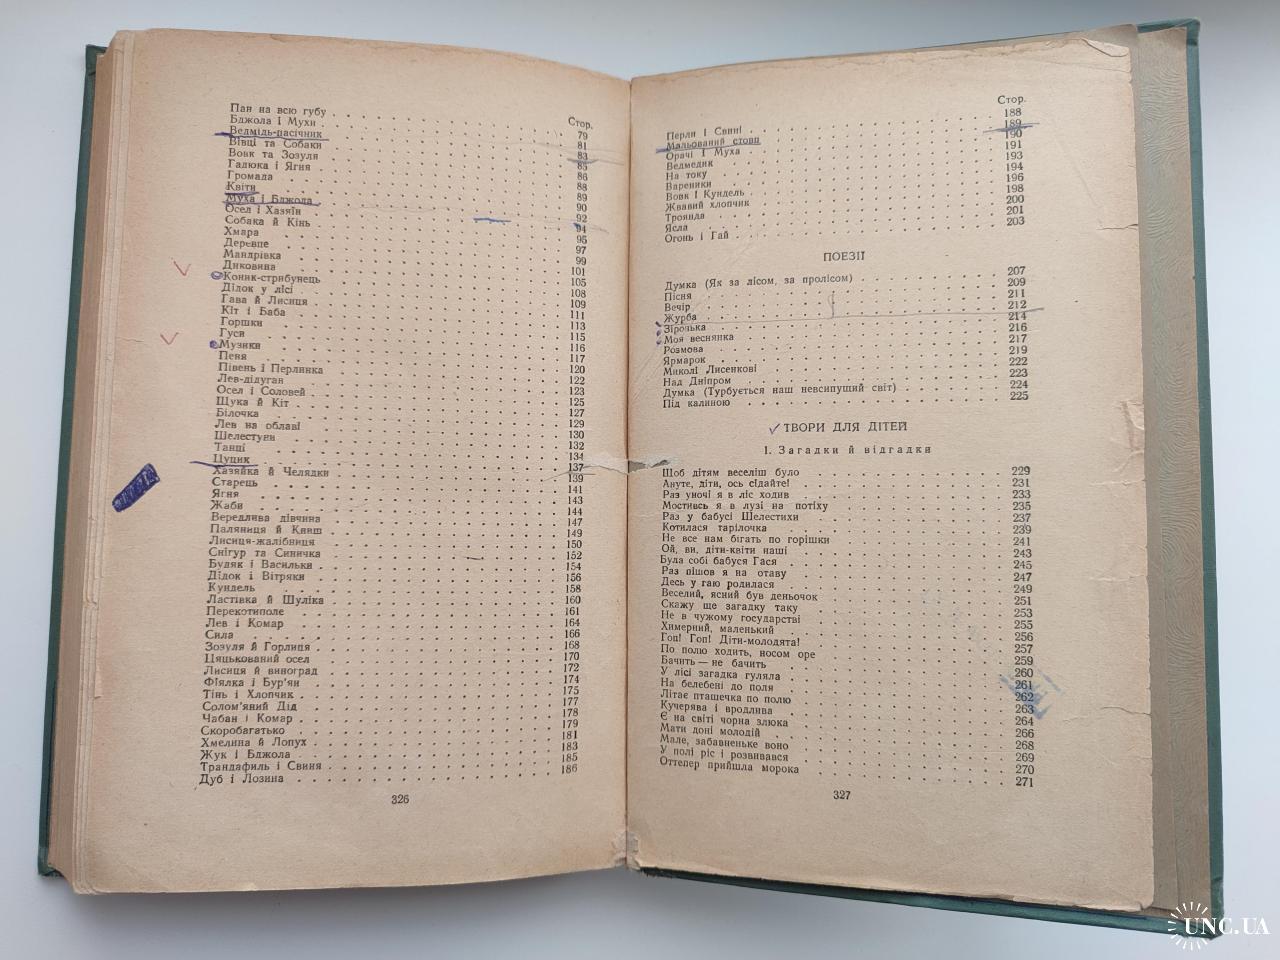 Стор.
Пан на всю губу . . . 79
Бджола і Мухи . . . 81
Ведмідь-пасічник . . . 83
Вівці та Собаки . . . 85
Вовк та Зозуля . . . 86
Гадюка і Ягня . . . 88
Громада . . . 89
Квіти . . . 90
Муха і Бджола . . . 92
Осел і Хазяїн . . . 94
Собака й Кінь . . . 95
Хмара . . . 97
Деревце . . . 99
Мандрівка . . . 101
Диковина . . . 105
Коник-стрибунець . . . 108
Дідок у лісі . . . 109
Гава й Лисиця . . . 111
Кіт і Баба . . . 113
Горшки . . . 115
Гуси . . . 116
Музики . . . 117
Пеня . . . 120
Півень і Перлинка . . . 122
Лев-дідуган . . . 123
Осел і Соловей . . . 125
Щука й Кіт . . . 127
Білочка . . . 129
Лев на облаві . . . 130
Шелестуни . . . 132
Танці . . . 134
Цуцик . . . 137
Хазяйка й Челядки . . . 139
Старець . . . 141
Ягня . . . 143
Жаби . . . 144
Вередлива дівчина . . . 147
Паляниця й Книш . . . 149
Лисиця-жалібниця . . . 150
Снігур та Синичка . . . 152
Будяк і Васильки . . . 154
Дідок і Вітряки . . . 156
Кундель . . . 158
Ластівка й Шуліка . . . 160
Перекотиполе . . . 161
Лев і Комар . . . 164
Сила . . . 166
Зозуля й Горлиця . . . 168
Цяцькований осел . . . 170
Лисиця й виноград . . . 172
Фіялка і Бур'ян . . . 174
Тінь і Хлопчик . . . 175
Солом'яний Дід . . . 177
Чабан і Комар . . . 178
Скоробагатько . . . 179
Хмелина й Лопух . . . 181
Жук і Бджола . . . 183
Трандафиль і Свиня . . . 185
Дуб і Лозина . . . 186
326
Стор.
Перли і Свині . . . 188
Мальований стовп . . . 189
Орачі і Муха . . . 190
Ведмедик . . . 191
На току . . . 193
Вареники . . . 194
Вовк і Кундель . . . 196
Жвавий хлопчик . . . 198
Троянда . . . 200
Ясла . . . 201
Огонь і Гай . . . 203
ПОЕЗІЇ
Думка (Як за лісом, за пролісом) . . . 207
Пісня . . . 209
Вечір . . . 211
Журба . . . 212
Зіронька . . . 214
Моя веснянка . . . 216
Розмова . . . 217
Ярмарок . . . 219
Миколі Лисенкові . . . 222
Над Дніпром . . . 223
Думка (Турбується наш невсипущий світ) . . . 224
Під калиною . . . 225
ТВОРИ ДЛЯ ДІТЕЙ
I. Загадки й відгадки
Щоб дітям веселіш було . . . 229
Ануте, діти, ось сідайте! . . . 231
Раз уночі я в ліс ходив . . . 233
Мостивсь я в лузі на потіху . . . 235
Раз у бабусі Шелестихи . . . 237
Котилася тарілочка . . . 239
Не все нам бігать по горішки . . . 241
Ой, ви, діти-квіти наші . . . 243
Була собі бабуся Гася . . . 245
Раз пішов я на отаву . . . 247
Десь у гаю родилася . . . 249
Веселий, ясний був деньочок . . . 251
Скажу ще загадку таку . . . 253
Не в чужому государстві . . . 255
Химерний, маленький . . . 256
Гоп! Гоп! Діти-молодята! . . . 257
По полю ходить, носом оре . . . 259
Бачить — не бачить . . . 260
У лісі загадка гуляла . . . 261
На белебені до поля . . . 262
Літає пташечка по полю . . . 263
Кучерява і вродлива . . . 264
Є на світі чорна злюка . . . 266
Мати доні молодій . . . 268
Мале, забавненьке воно . . . 269
У полі ріс і розвивався . . . 270
Оттепер прийшла морока . . . 271
327
UNC.UA